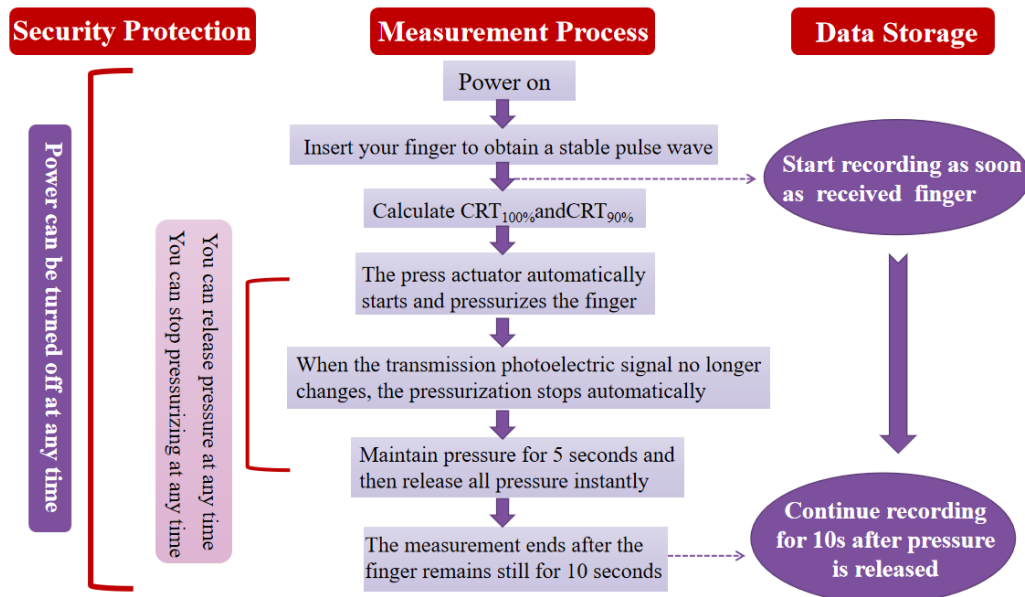 Security Protection
Measurement Process
Data Storage
Power can be turned off at any time
You can release pressure at any time
You can stop pressurizing at any time
Power on
Insert your finger to obtain a stable pulse wave
Calculate CRT100%andCRT90%
The press actuator automatically
starts and pressurizes the finger
When the transmission photoelectric signal no longer
changes, the pressurization stops automatically
Maintain pressure for 5 seconds and
then release all pressure instantly
The measurement ends after the
finger remains still for 10 seconds
Start recording as soon
as received finger
Continue recording
for 10s after pressure
is released